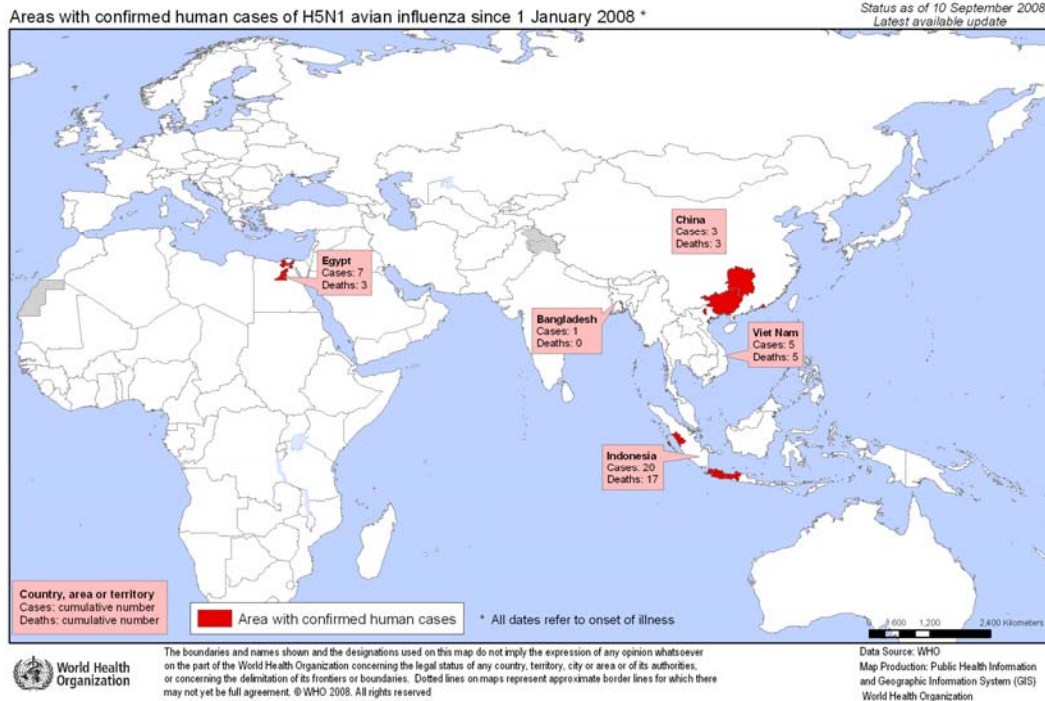 Areas with confirmed human cases of H5N1 avian influenza since 1 January 2008 *
Status as of 10 September 2008
Latest available update
China
Cases: 3
Deaths: 3
Egypt
Cases: 7
Deaths: 3
Bangladesh
Cases: 1
Deaths: 0
Viet Nam
Cases: 5
Deaths: 5
Indonesia
Cases: 20
Deaths: 17
Country, area or territory
Cases: cumulative number
Deaths: cumulative number
Area with confirmed human cases
* All dates refer to onset of illness
0 600 1,200 2,400 Kilometers
World Health
Organization
The boundaries and names shown and the designations used on this map do not imply the expression of any opinion whatsoever
on the part of the World Health Organization concerning the legal status of any country, territory, city or area or of its authorities,
or concerning the delimitation of its frontiers or boundaries. Dotted lines on maps represent approximate border lines for which there
may not yet be full agreement. © WHO 2008. All rights reserved
Data Source: WHO
Map Production: Public Health Information
and Geographic Information System (GIS)
World Health Organization